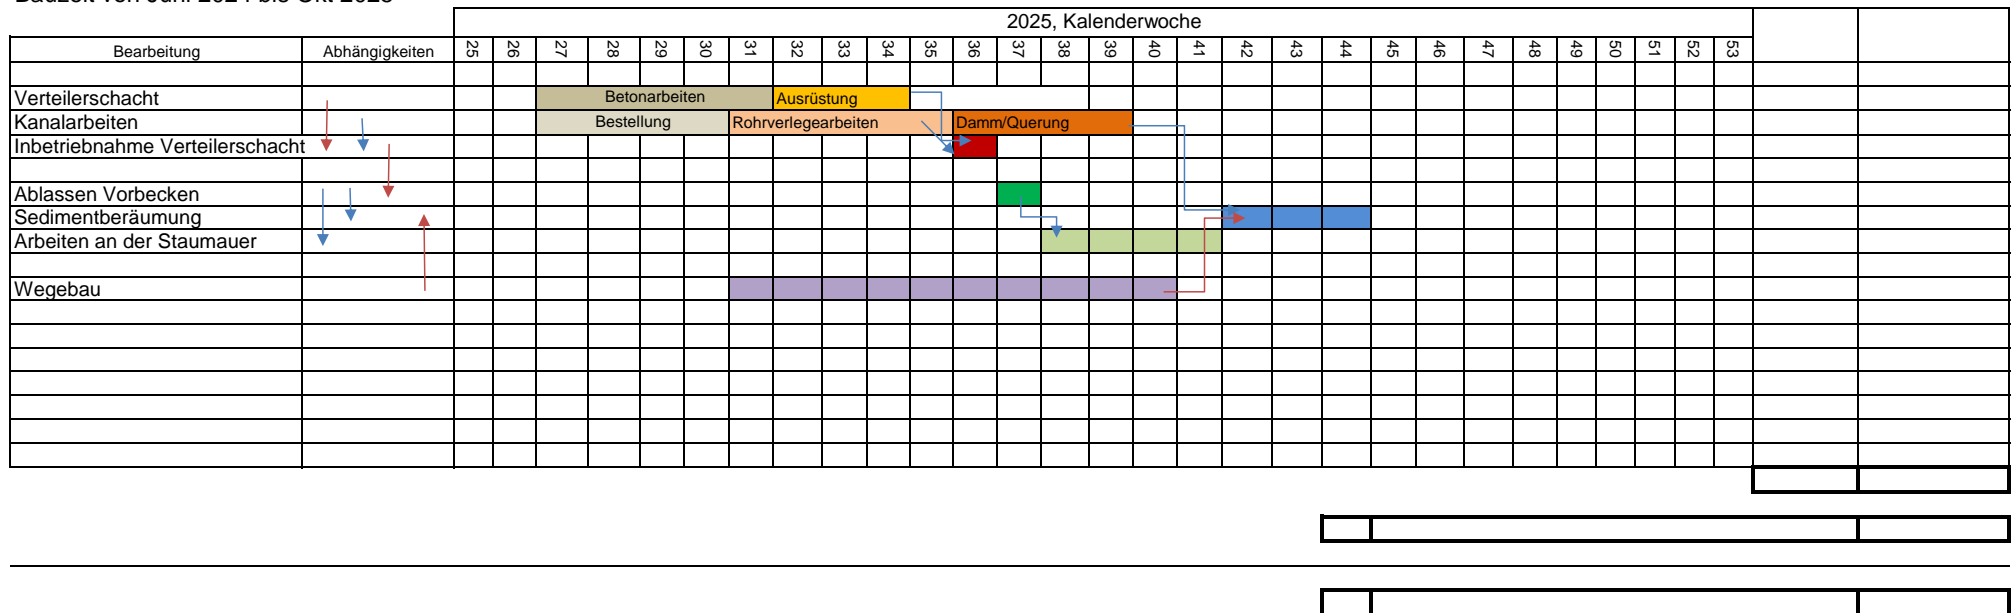 2025, Kalenderwoche
Bearbeitung Abhängigkeiten 25 26 27 28 29 30 31 32 33 34 35 36 37 38 39 40 41 42 43 44 45 46 47 48 49 50 51 52 53
Verteilerschacht Betonarbeiten Ausrüstung
Kanalarbeiten Bestellung Rohrverlegearbeiten Damm/Querung
Inbetriebnahme Verteilerschacht
Ablassen Vorbecken
Sedimentberäumung
Arbeiten an der Staumauer
Wegebau